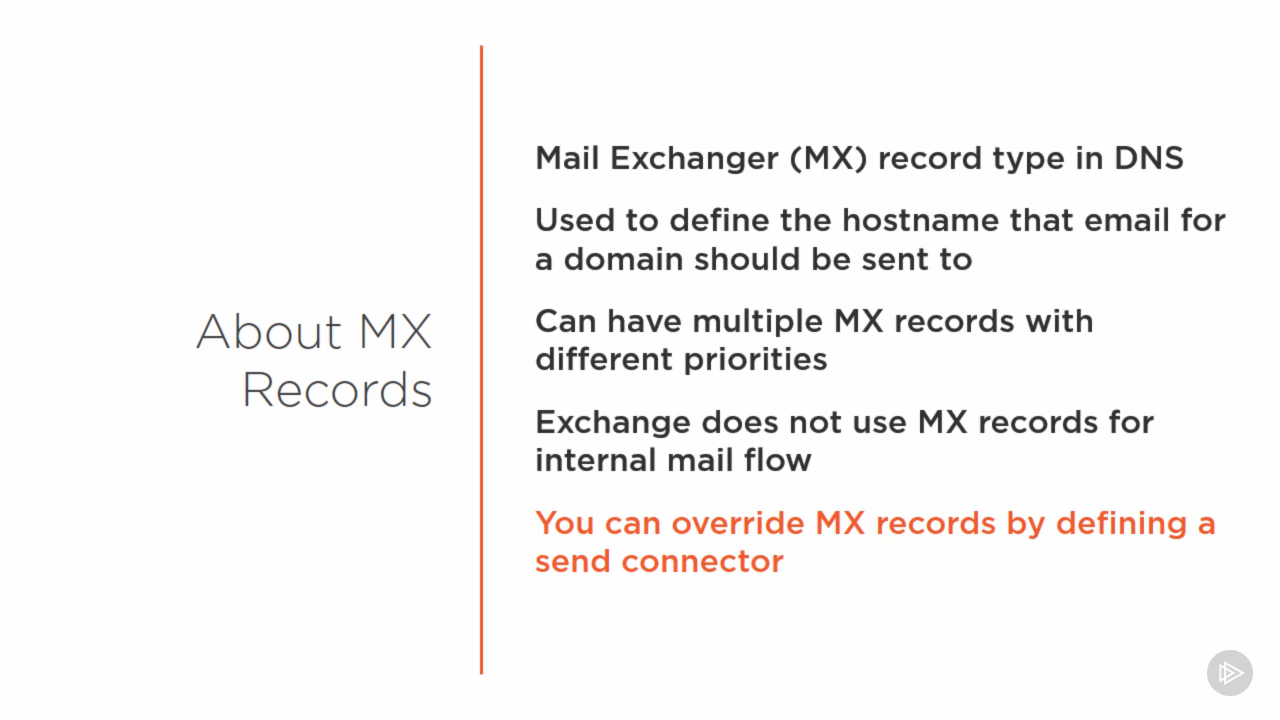 About MX
Records
Mail Exchanger (MX) record type in DNS
Used to define the hostname that email for
a domain should be sent to
Can have multiple MX records with
different priorities
Exchange does not use MX records for
internal mail flow
You can override MX records by defining a
send connector